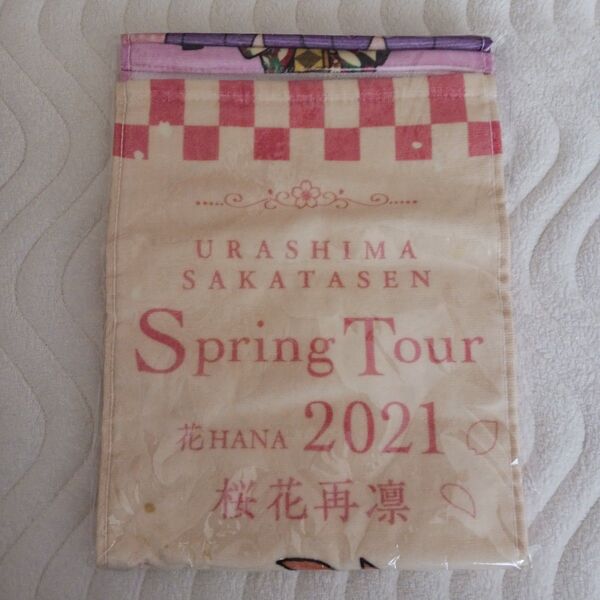 URASHIMA
SAKATASEN
Spring Tour
花HANA 2021
桜花再凛